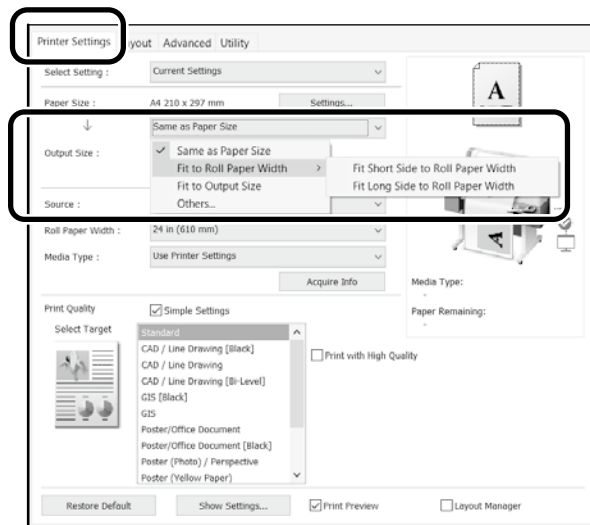 Printer Settings yout Advanced Utility
Select Setting : Current Settings
Paper Size : A4 210 x 297 mm Settings...
Same as Paper Size
Output Size :
Same as Paper Size
Fit to Roll Paper Width
Fit Short Side to Roll Paper Width
Fit to Output Size
Fit Long Side to Roll Paper Width
Others...
Source :
Roll Paper Width : 24 in (610 mm)
Media Type : Use Printer Settings
Acquire Info
Media Type:
-
Paper Remaining:
-
Print Quality Simple Settings
Select Target
Standard
CAD / Line Drawing [Black]
CAD / Line Drawing
CAD / Line Drawing [Bi-Level]
GIS [Black]
GIS
Poster/Office Document
Poster/Office Document [Black]
Poster (Photo) / Perspective
Poster (Yellow Paper)
Print with High Quality
Restore Default Show Settings... Print Preview Layout Manager
A
A